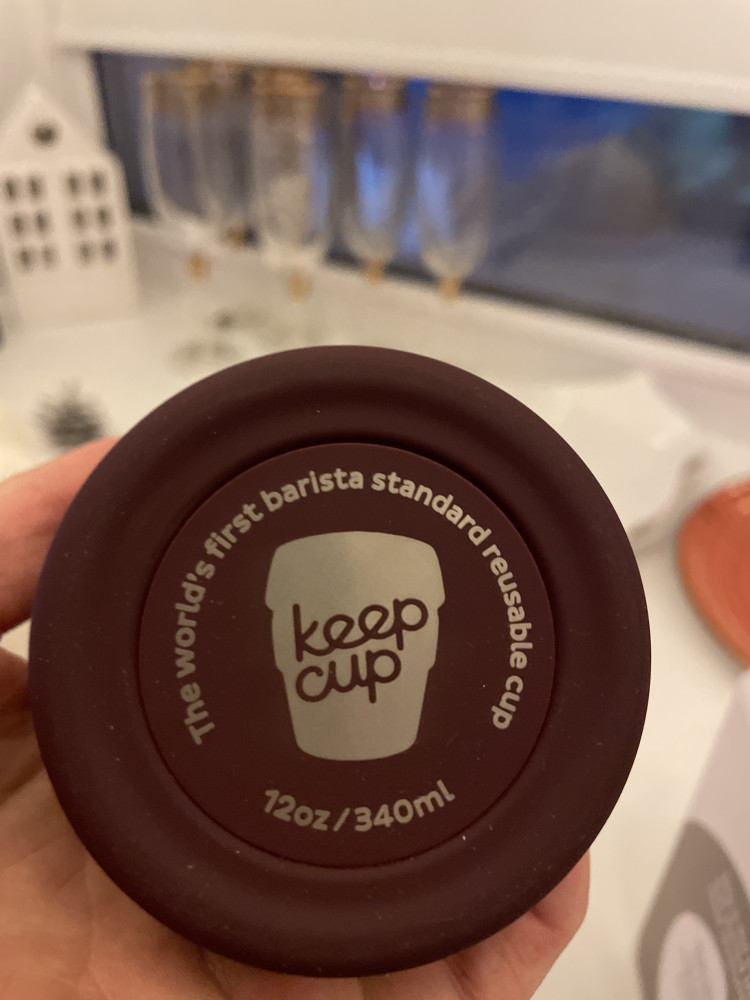 The world's first barista standard reusable cup
keep
cup
12oz/340ml